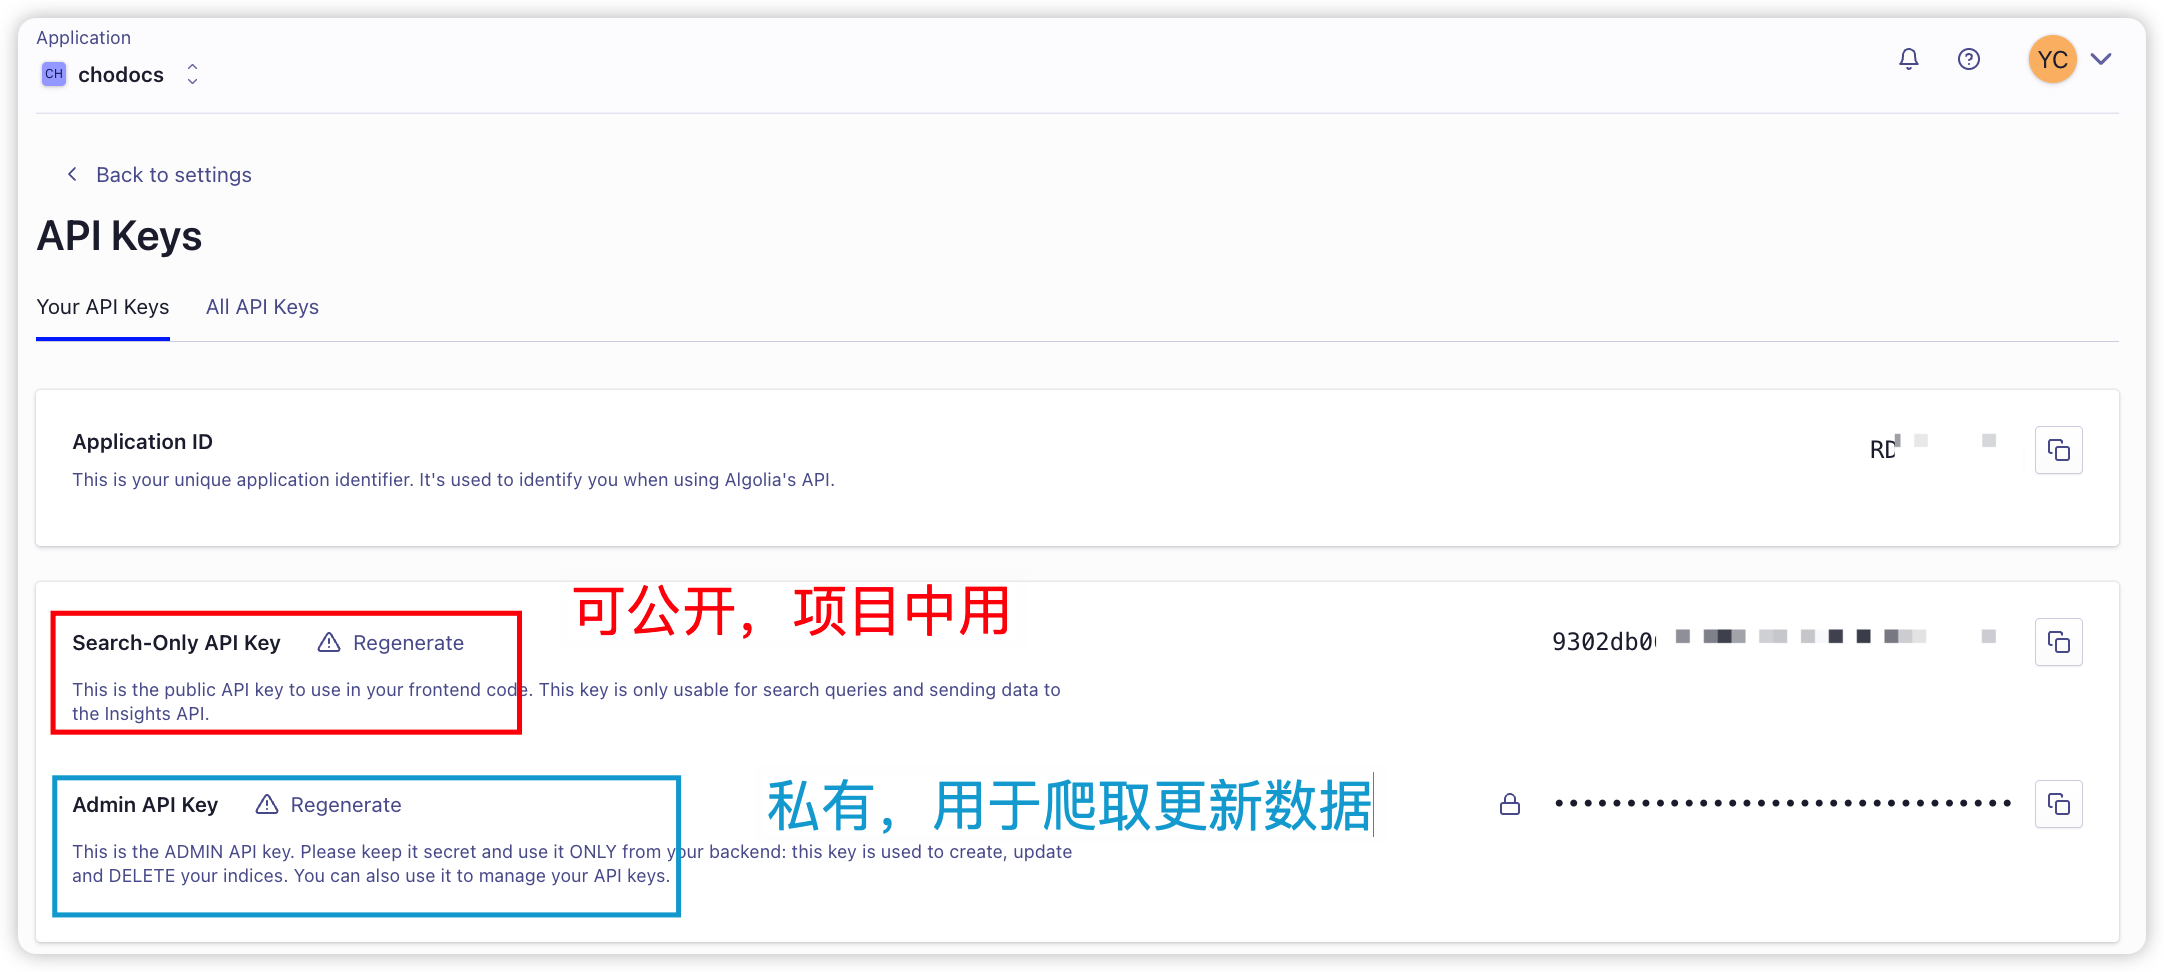 Application
CH chodocs
YC
Back to settings
API Keys
Your API Keys All API Keys
Application ID
RD
This is your unique application identifier. It's used to identify you when using Algolia's API.
可公开，项目中用
Search-Only API Key Regenerate
9302db0
This is the public API key to use in your frontend code. This key is only usable for search queries and sending data to
the Insights API.
私有，用于爬取更新数据
Admin API Key Regenerate
••••••••••••••••••••••••••••••••
This is the ADMIN API key. Please keep it secret and use it ONLY from your backend: this key is used to create, update
and DELETE your indices. You can also use it to manage your API keys.